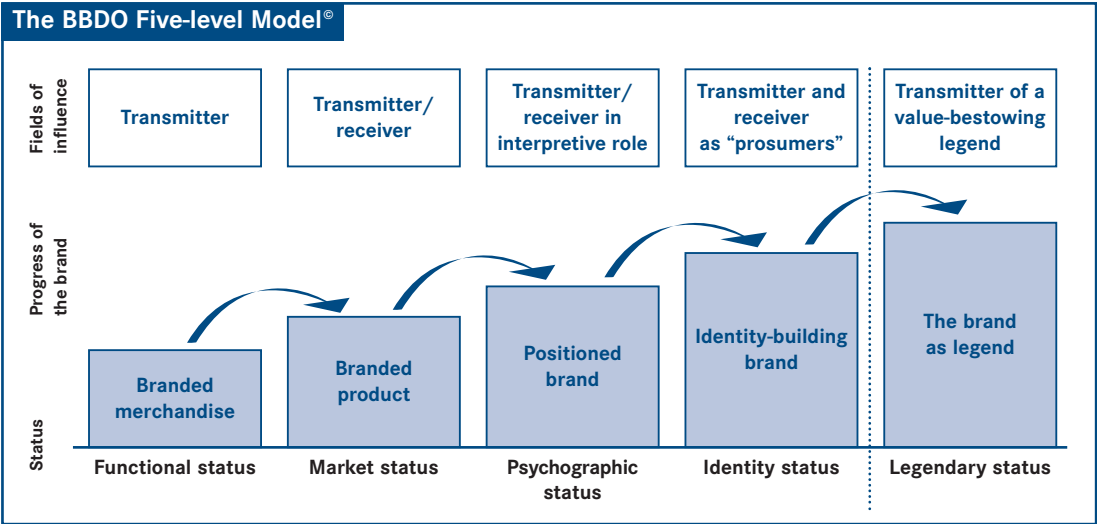 The BBDO Five-level Model©
Fields of
influence
Transmitter
Transmitter/
receiver
Transmitter/
receiver in
interpretive role
Transmitter and
receiver
as “prosumers”
Transmitter of a
value-bestowing
legend
Progress of
the brand
Branded
merchandise
Branded
product
Positioned
brand
Identity-building
brand
The brand
as legend
Status
Functional status
Market status
Psychographic
status
Identity status
Legendary status